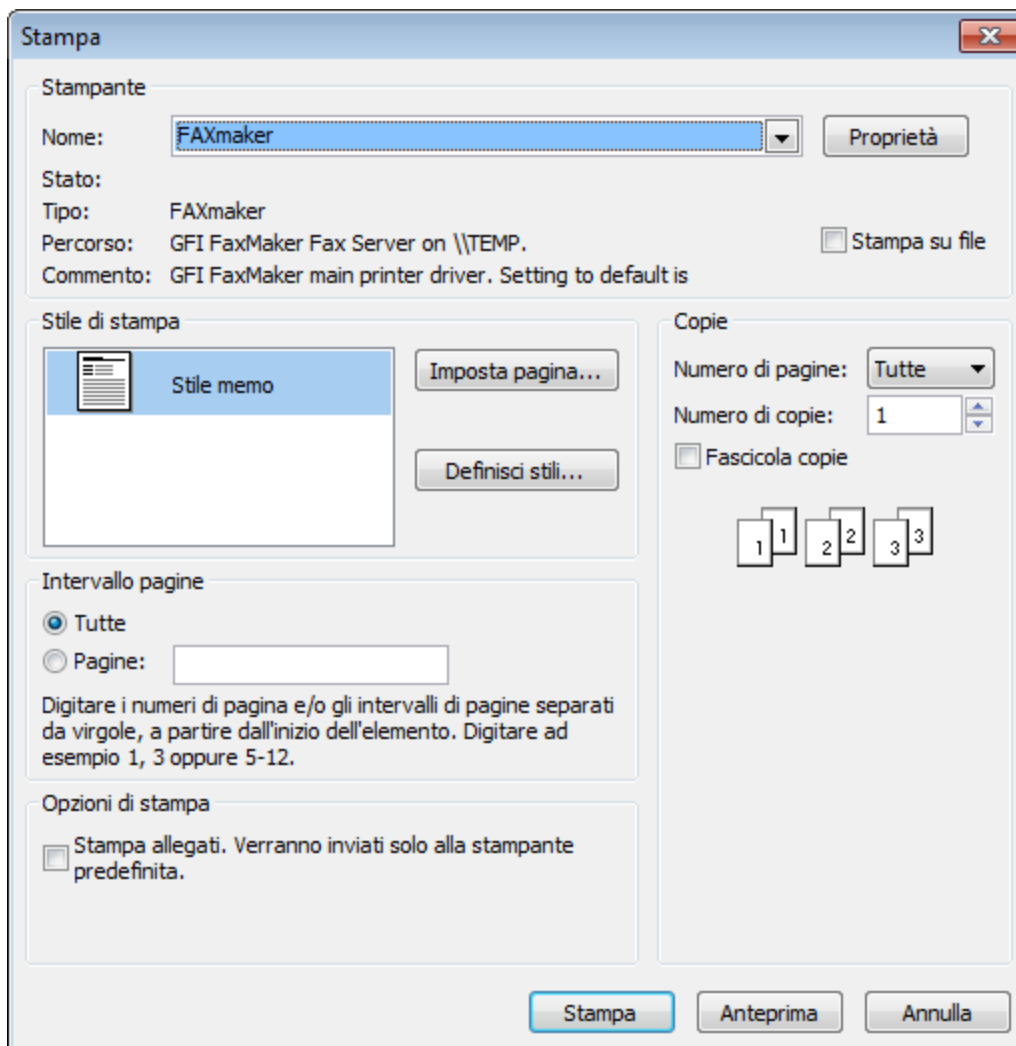 Stampa
Stampante
Nome: FAXmaker Proprietà
Stato:
Tipo: FAXmaker
Percorso: GFI FaxMaker Fax Server on \\TEMP. Stampa su file
Commento: GFI FaxMaker main printer driver. Setting to default is
Stile di stampa
Stile memo
Imposta pagina...
Definisci stili...
Copie
Numero di pagine: Tutte
Numero di copie: 1
Fascicola copie
1 1 2 2 3 3
Intervallo pagine
Tutte
Pagine:
Digitare i numeri di pagina e/o gli intervalli di pagine separati
da virgole, a partire dall'inizio dell'elemento. Digitare ad
esempio 1, 3 oppure 5-12.
Opzioni di stampa
Stampa allegati. Verranno inviati solo alla stampante
predefinita.
Stampa Anteprima Annulla